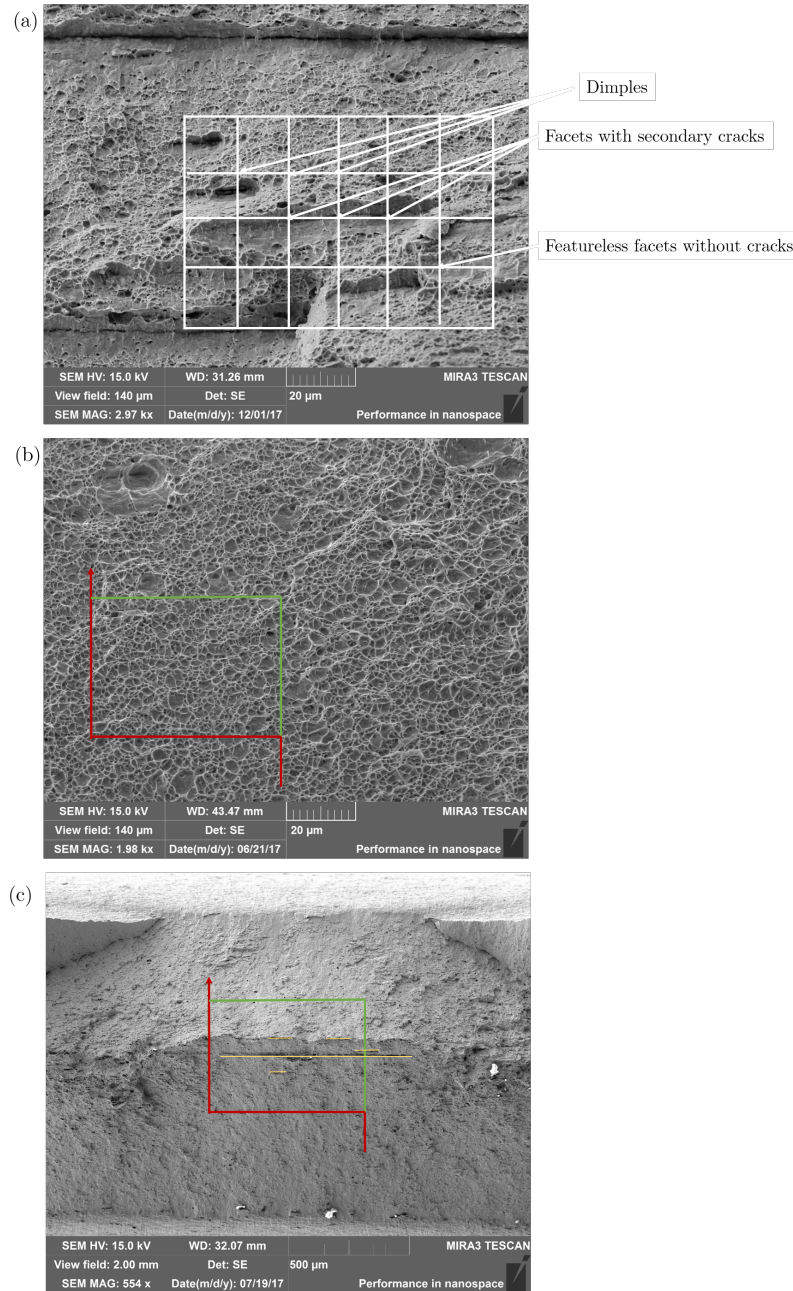 (a)
Dimples
Facets with secondary cracks
Featureless facets without cracks
SEM HV: 15.0 kV WD: 31.26 mm MIRA3 TESCAN
View field: 140 µm Det: SE 20 µm
SEM MAG: 2.97 kx Date(m/d/y): 12/01/17 Performance in nanospace
(b)
SEM HV: 15.0 kV WD: 43.47 mm MIRA3 TESCAN
View field: 140 µm Det: SE 20 µm
SEM MAG: 1.98 kx Date(m/d/y): 06/21/17 Performance in nanospace
(c)
SEM HV: 15.0 kV WD: 32.07 mm MIRA3 TESCAN
View field: 2.00 mm Det: SE 500 µm
SEM MAG: 554 x Date(m/d/y): 07/19/17 Performance in nanospace